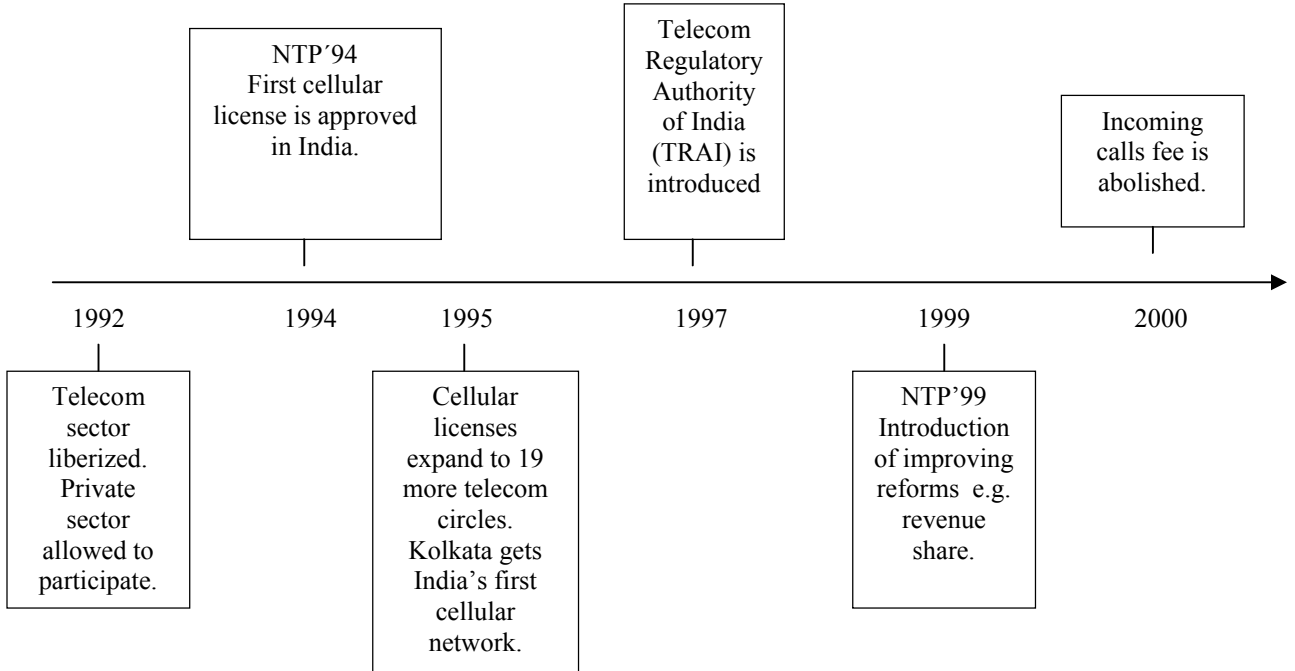 NTP´94
First cellular
license is approved
in India.
Telecom
Regulatory
Authority
of India
(TRAI) is
introduced
Incoming
calls fee is
abolished.
1992
1994
1995
1997
1999
2000
Telecom
sector
liberized.
Private
sector
allowed to
participate.
Cellular
licenses
expand to 19
more telecom
circles.
Kolkata gets
India’s first
cellular
network.
NTP’99
Introduction
of improving
reforms e.g.
revenue
share.